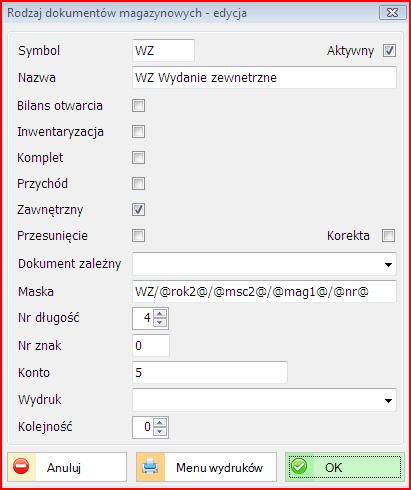 Rodzaj dokumentów magazynowych - edycja
Symbol WZ Aktywny
Nazwa WZ Wydanie zewnetrzne
Bilans otwarcia
Inwentaryzacja
Komplet
Przychód
Zawnętrzny
Przesunięcie Korekta
Dokument zależny
Maska WZ/@rok2@/@msc2@/@mag1@/@nr@
Nr długość 4
Nr znak 0
Konto 5
Wydruk
Kolejność 0
Anuluj Menu wydruków OK